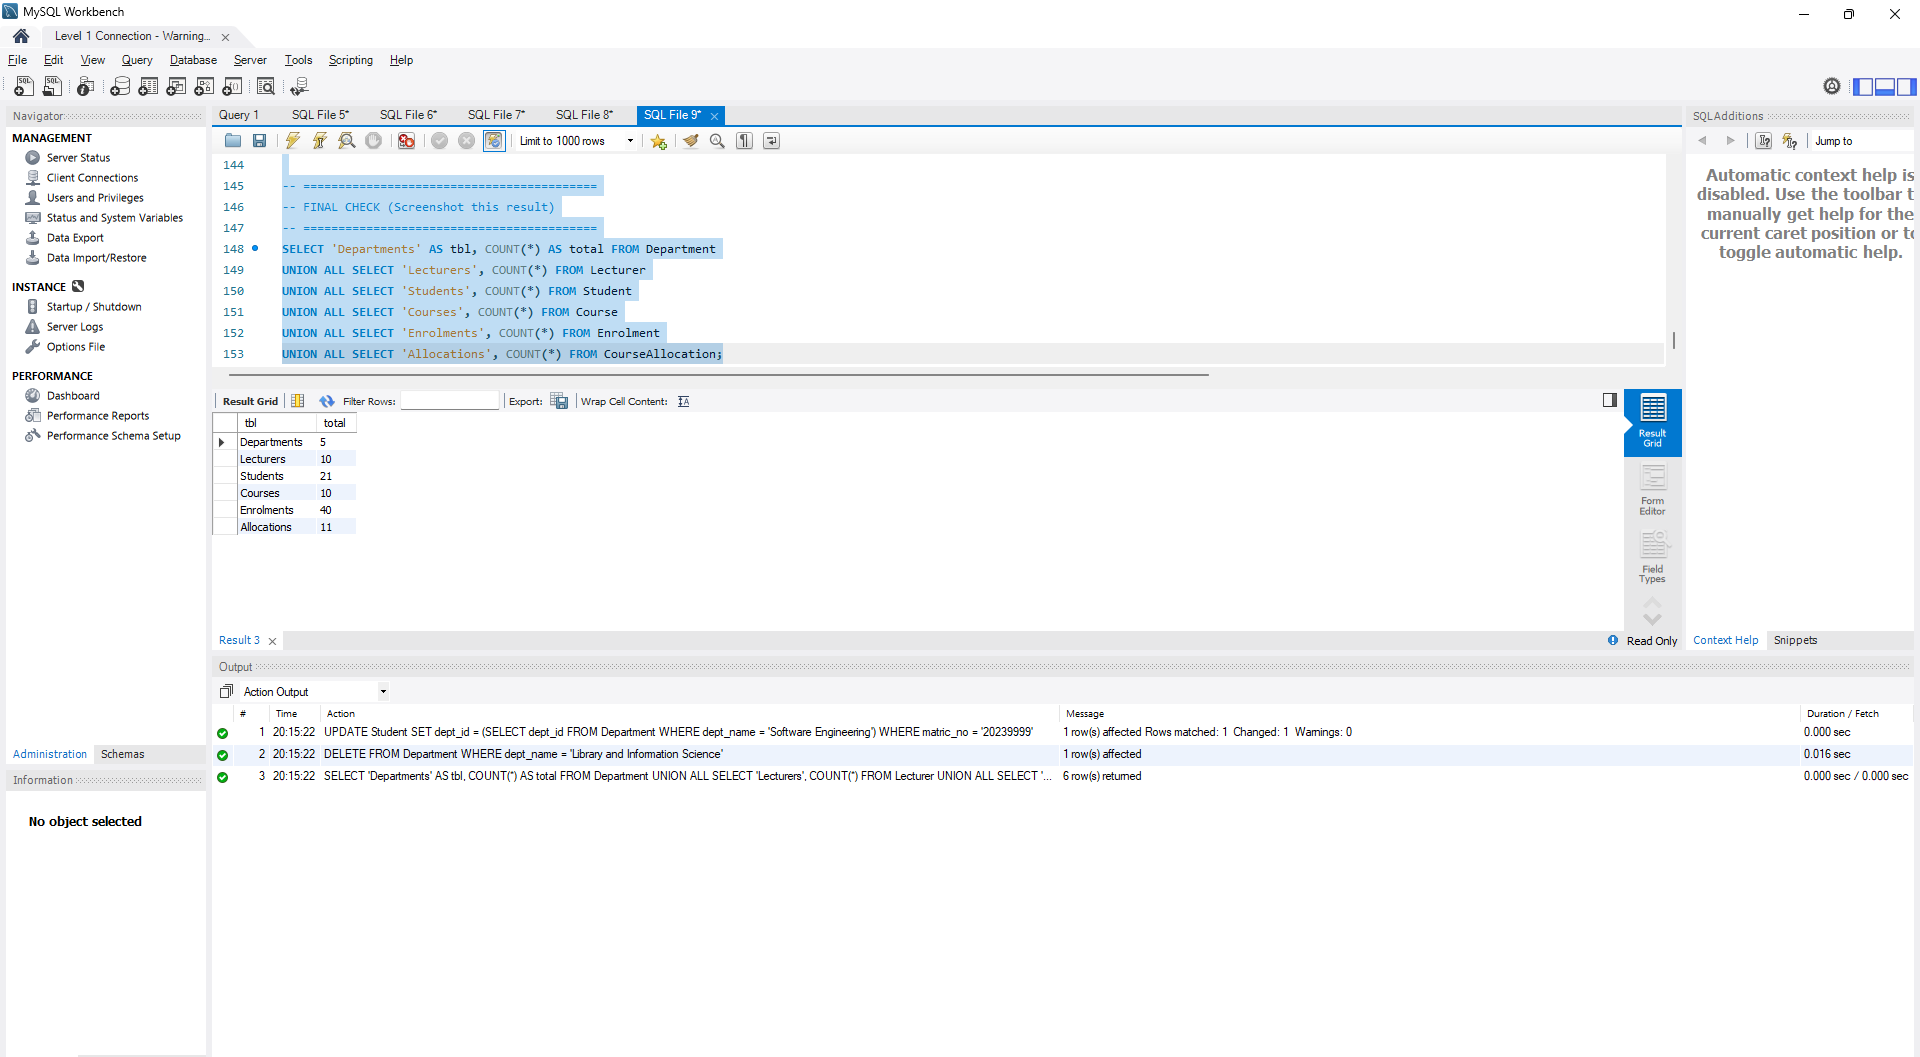 MySQL Workbench
Level 1 Connection - Warning...
File Edit View Query Database Server Tools Scripting Help
Navigator
MANAGEMENT
Server Status
Client Connections
Users and Privileges
Status and System Variables
Data Export
Data Import/Restore
INSTANCE
Startup / Shutdown
Server Logs
Options File
PERFORMANCE
Dashboard
Performance Reports
Performance Schema Setup
Administration Schemas
Information
No object selected
Query 1 SQL File 5* SQL File 6* SQL File 7* SQL File 8* SQL File 9*
Limit to 1000 rows
144
145 -- ==========================================
146 -- FINAL CHECK (Screenshot this result)
147 -- ==========================================
148 SELECT 'Departments' AS tbl, COUNT(*) AS total FROM Department
149 UNION ALL SELECT 'Lecturers', COUNT(*) FROM Lecturer
150 UNION ALL SELECT 'Students', COUNT(*) FROM Student
151 UNION ALL SELECT 'Courses', COUNT(*) FROM Course
152 UNION ALL SELECT 'Enrolments', COUNT(*) FROM Enrolment
153 UNION ALL SELECT 'Allocations', COUNT(*) FROM CourseAllocation;
Result Grid Filter Rows: Export: Wrap Cell Content:
tbl total
Departments 5
Lecturers 10
Students 21
Courses 10
Enrolments 40
Allocations 11
Result Grid
Form Editor
Field Types
Result 3
Read Only
SQLAdditions
Jump to
Automatic context help is
disabled. Use the toolbar t
manually get help for the
current caret position or to
toggle automatic help.
Context Help Snippets
Output
Action Output
# Time Action Message Duration / Fetch
1 20:15:22 UPDATE Student SET dept_id = (SELECT dept_id FROM Department WHERE dept_name = 'Software Engineering') WHERE matric_no = '20239999' 1 row(s) affected Rows matched: 1 Changed: 1 Warnings: 0 0.000 sec
2 20:15:22 DELETE FROM Department WHERE dept_name = 'Library and Information Science' 1 row(s) affected 0.016 sec
3 20:15:22 SELECT 'Departments' AS tbl, COUNT(*) AS total FROM Department UNION ALL SELECT 'Lecturers', COUNT(*) FROM Lecturer UNION ALL SELECT '... 6 row(s) returned 0.000 sec / 0.000 sec